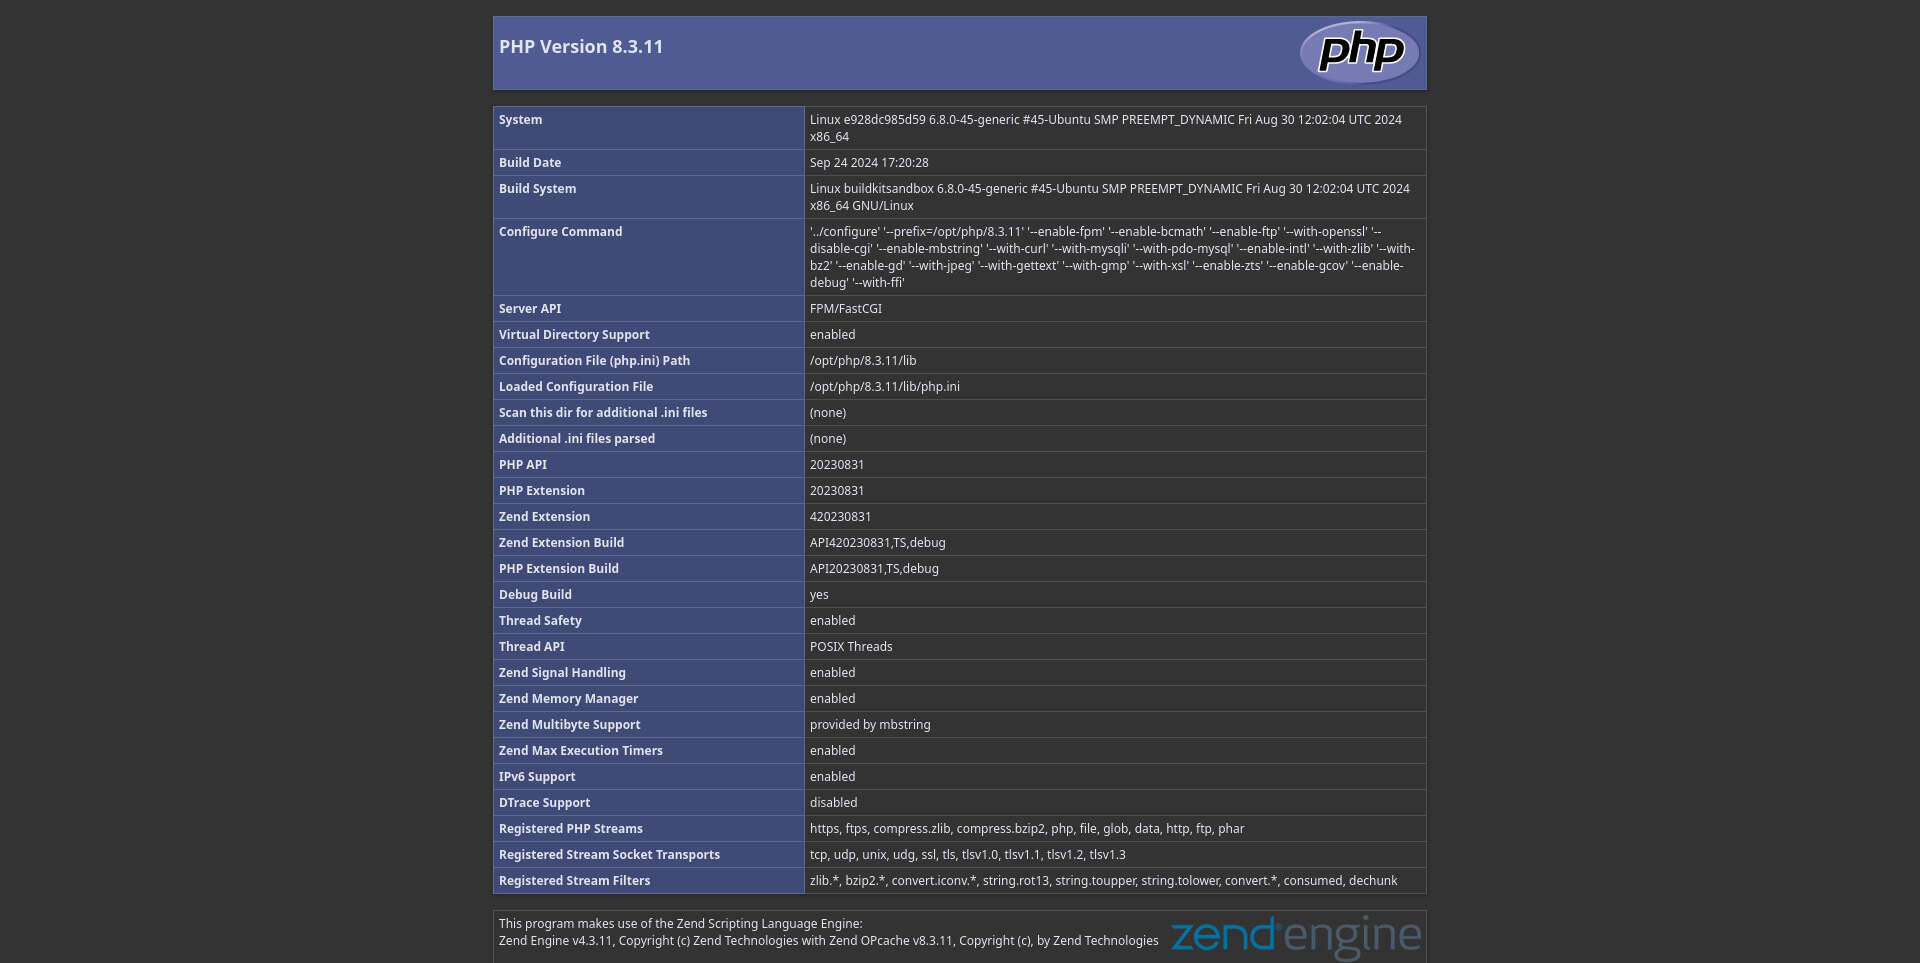 PHP Version 8.3.11
php
System Linux e928dc985d59 6.8.0-45-generic #45-Ubuntu SMP PREEMPT_DYNAMIC Fri Aug 30 12:02:04 UTC 2024
x86_64
Build Date Sep 24 2024 17:20:28
Build System Linux buildkitsandbox 6.8.0-45-generic #45-Ubuntu SMP PREEMPT_DYNAMIC Fri Aug 30 12:02:04 UTC 2024
x86_64 GNU/Linux
Configure Command '../configure' '--prefix=/opt/php/8.3.11' '--enable-fpm' '--enable-bcmath' '--enable-ftp' '--with-openssl' '--
disable-cgi' '--enable-mbstring' '--with-curl' '--with-mysqli' '--with-pdo-mysql' '--enable-intl' '--with-zlib' '--with-
bz2' '--enable-gd' '--with-jpeg' '--with-gettext' '--with-gmp' '--with-xsl' '--enable-zts' '--enable-gcov' '--enable-
debug' '--with-ffi'
Server API FPM/FastCGI
Virtual Directory Support enabled
Configuration File (php.ini) Path /opt/php/8.3.11/lib
Loaded Configuration File /opt/php/8.3.11/lib/php.ini
Scan this dir for additional .ini files (none)
Additional .ini files parsed (none)
PHP API 20230831
PHP Extension 20230831
Zend Extension 420230831
Zend Extension Build API420230831,TS,debug
PHP Extension Build API20230831,TS,debug
Debug Build yes
Thread Safety enabled
Thread API POSIX Threads
Zend Signal Handling enabled
Zend Memory Manager enabled
Zend Multibyte Support provided by mbstring
Zend Max Execution Timers enabled
IPv6 Support enabled
DTrace Support disabled
Registered PHP Streams https, ftps, compress.zlib, compress.bzip2, php, file, glob, data, http, ftp, phar
Registered Stream Socket Transports tcp, udp, unix, udg, ssl, tls, tlsv1.0, tlsv1.1, tlsv1.2, tlsv1.3
Registered Stream Filters zlib.*, bzip2.*, convert.iconv.*, string.rot13, string.toupper, string.tolower, convert.*, consumed, dechunk
This program makes use of the Zend Scripting Language Engine:
Zend Engine v4.3.11, Copyright (c) Zend Technologies with Zend OPcache v8.3.11, Copyright (c), by Zend Technologies
zend®engine